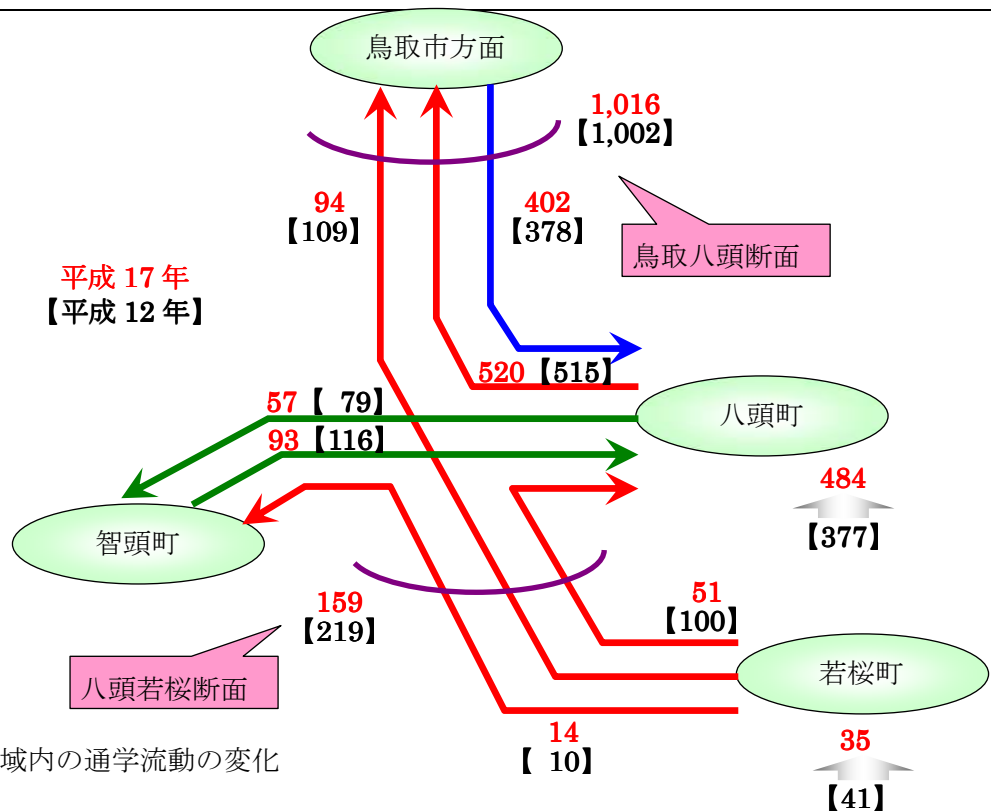 鳥取市方面
1,016
【1,002】
94
【109】
402
【378】
鳥取八頭断面
平成 17 年
【平成 12 年】
520【515】
57【 79】
八頭町
93【116】
484
【377】
智頭町
159
【219】
51
【100】
八頭若桜断面
若桜町
14
【 10】
35
【41】
域内の通学流動の変化